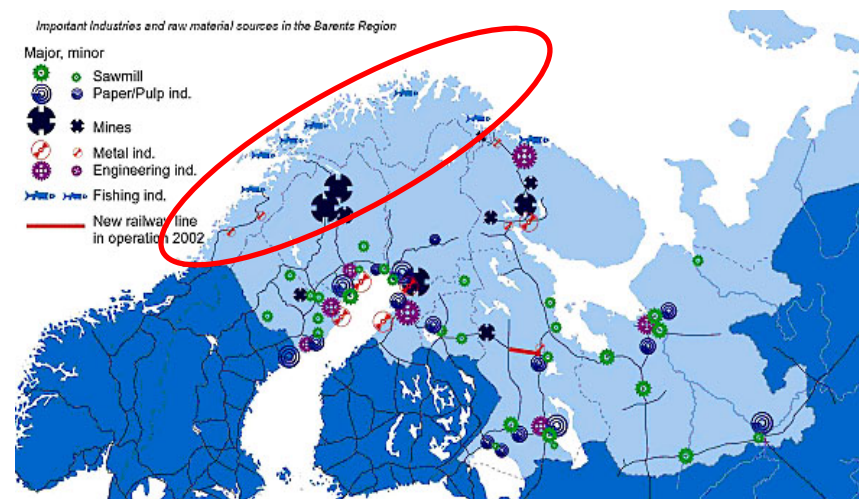 Important Industries and raw material sources in the Barents Region
Major, minor
Sawmill
Paper/Pulp ind.
Mines
Metal ind.
Engineering ind.
Fishing ind.
New railway line
in operation 2002